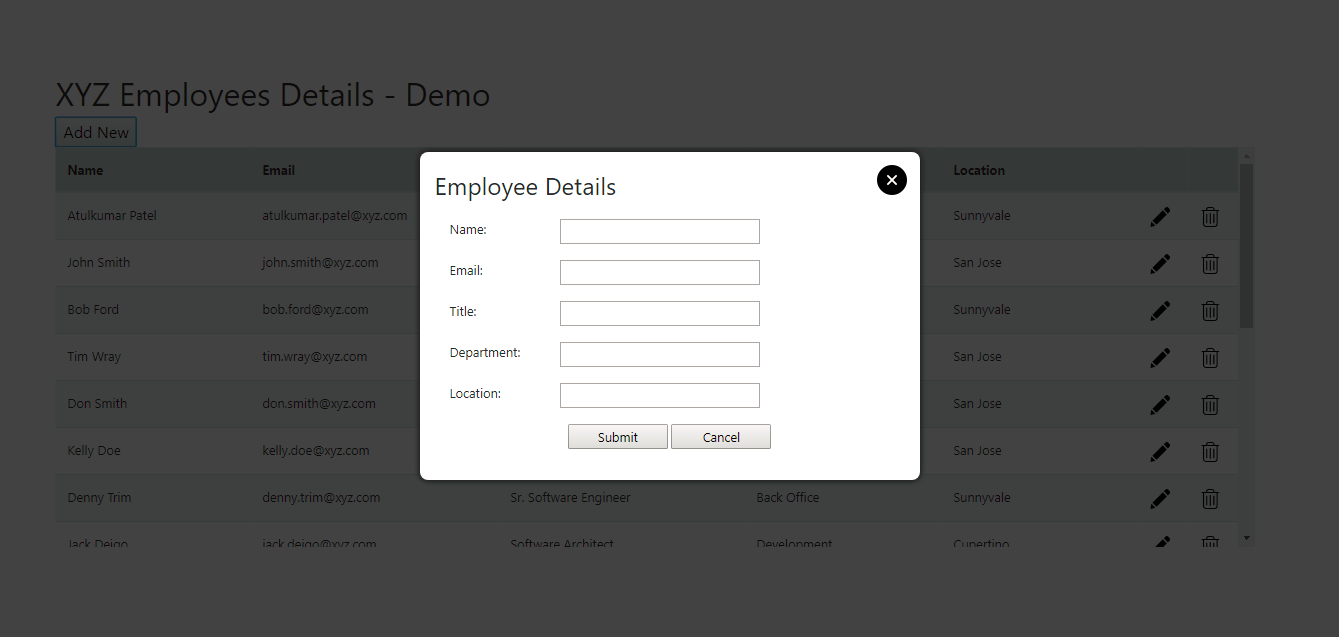 XYZ Employees Details - Demo
Add New
Name Email Location
Atulkumar Patel atulkumar.patel@xyz.com Sunnyvale
John Smith john.smith@xyz.com San Jose
Bob Ford bob.ford@xyz.com Sunnyvale
Tim Wray tim.wray@xyz.com San Jose
Don Smith don.smith@xyz.com San Jose
Kelly Doe kelly.doe@xyz.com San Jose
Denny Trim denny.trim@xyz.com Sr. Software Engineer Back Office Sunnyvale
Jack Deigo jack.deigo@xyz.com Software Architect Development Cupertino
Employee Details
Name:
Email:
Title:
Department:
Location:
Submit Cancel